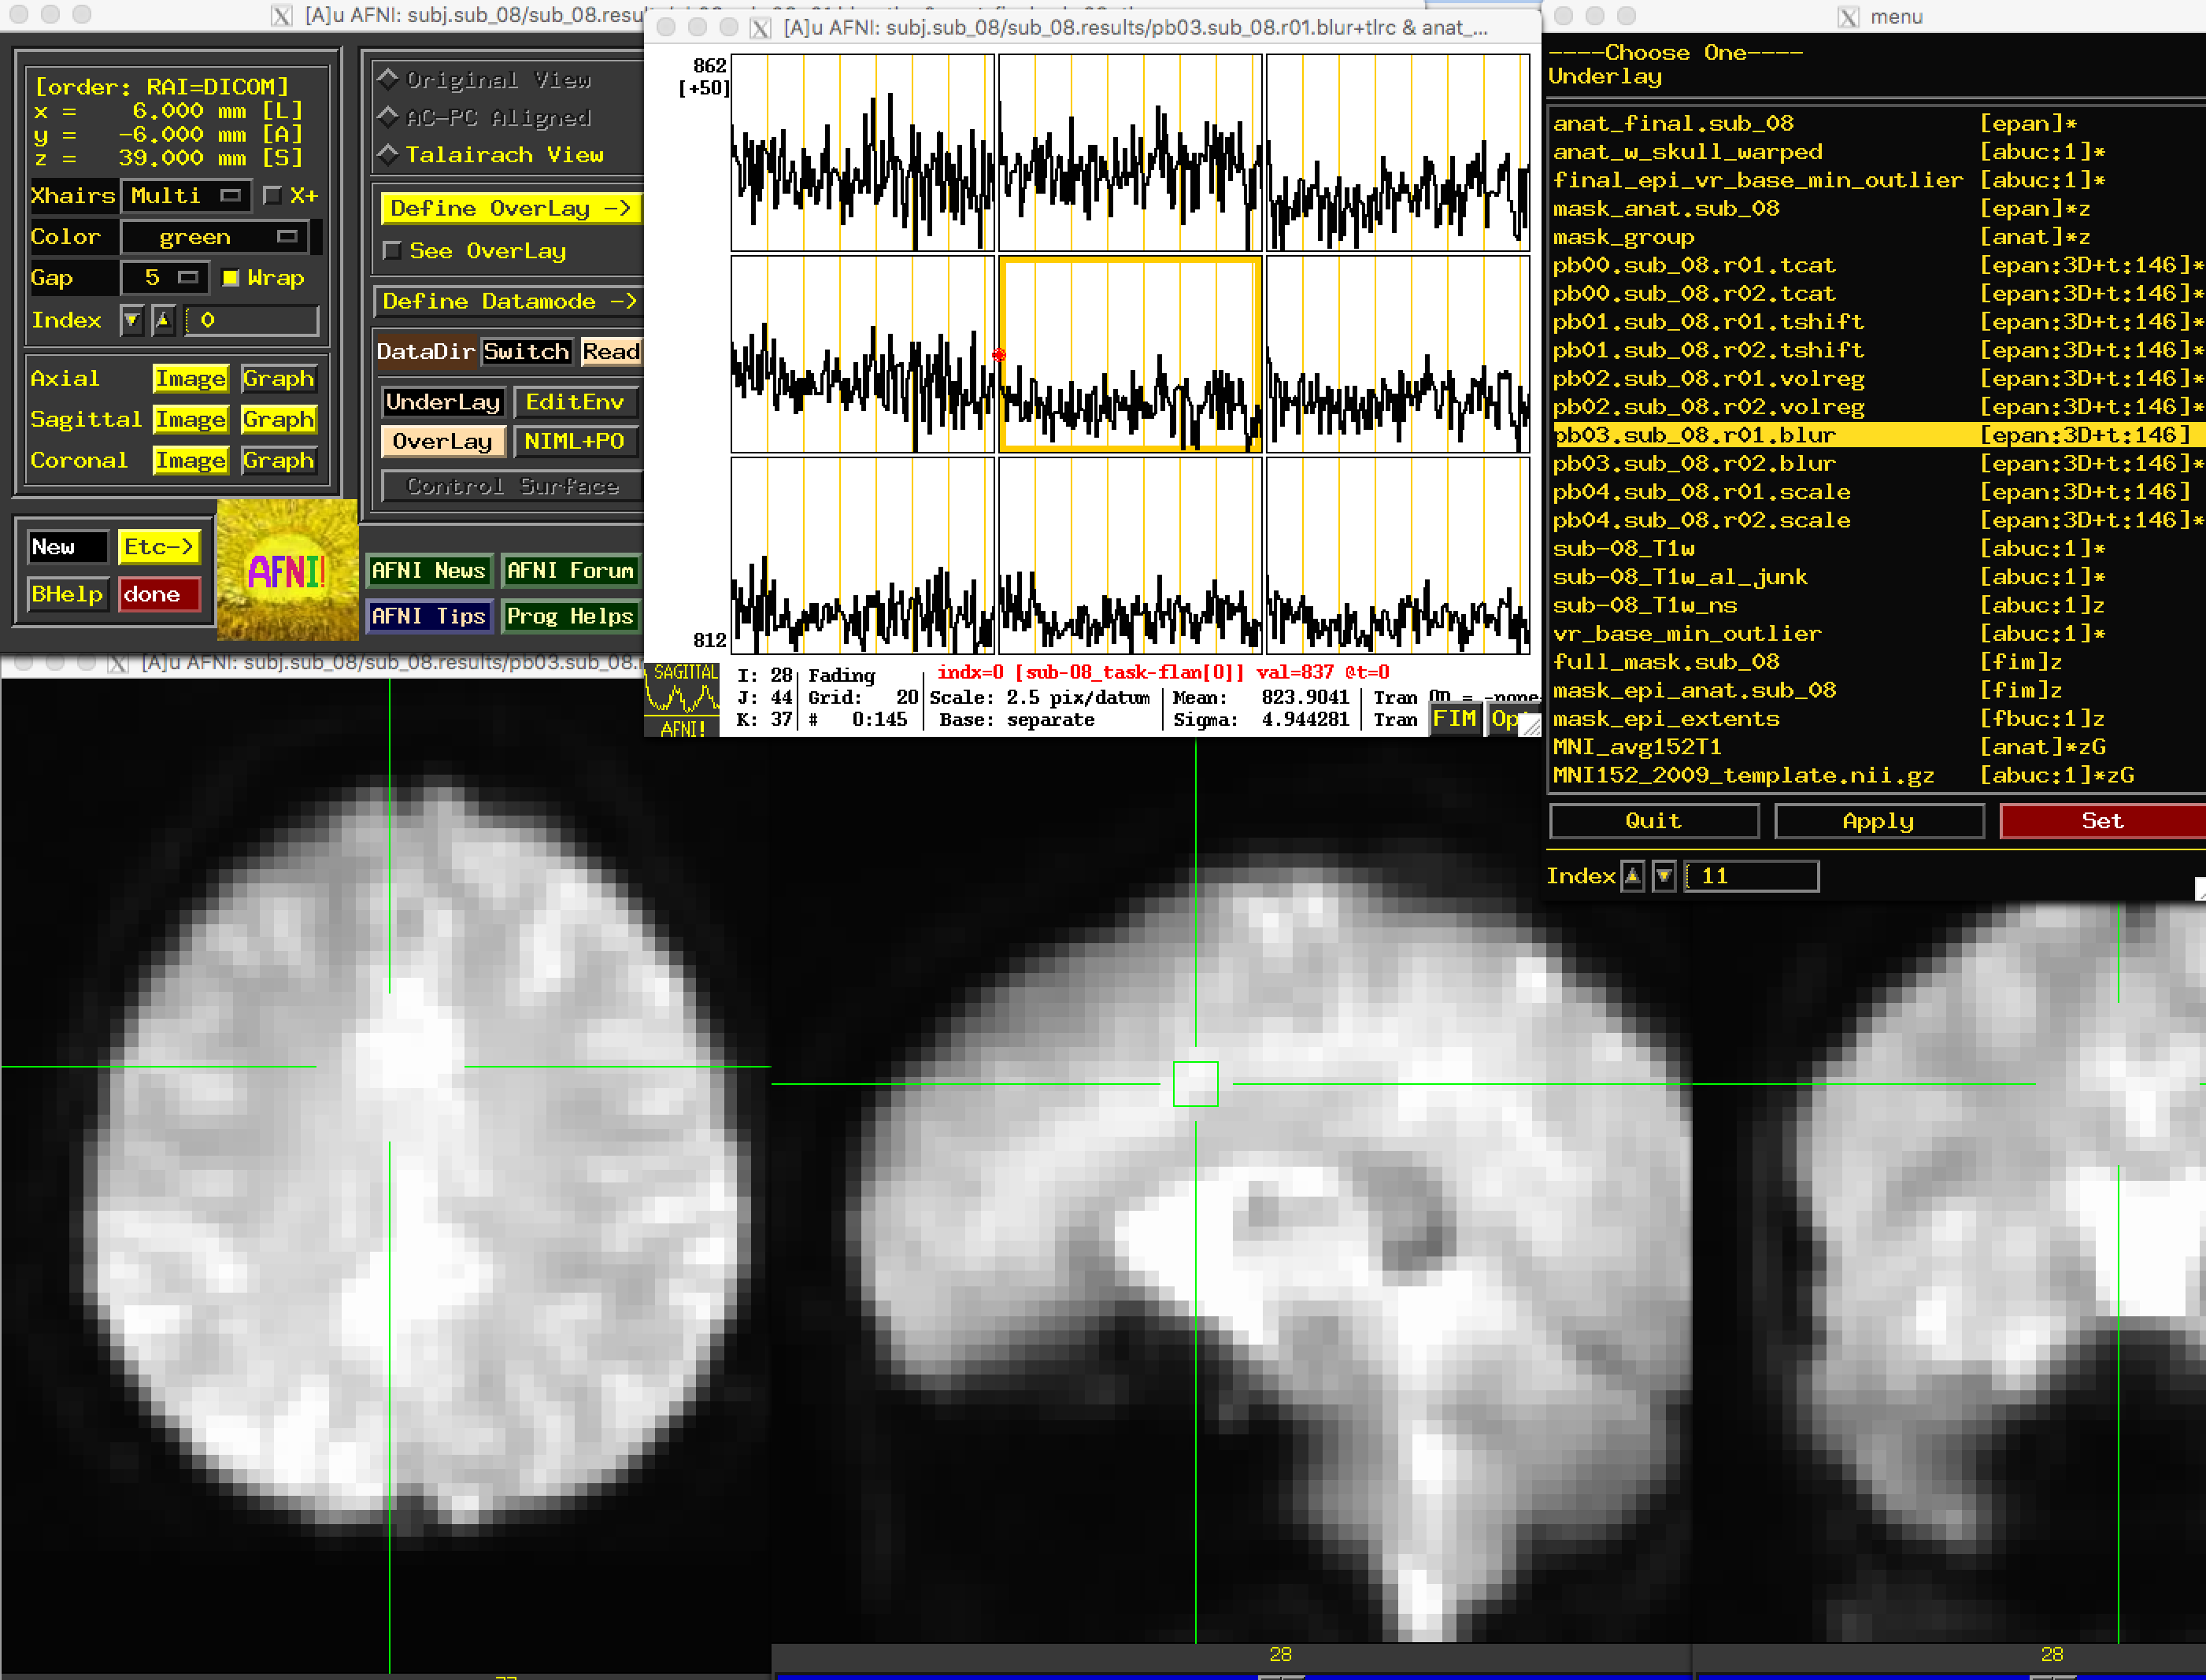 [A]u AFNI: subj.sub_08/sub_08.resu
[order: RAI=DICOM]
x = 6.000 mm [L]
y = -6.000 mm [A]
z = 39.000 mm [S]
Xhairs Multi X+
Color green
Gap 5 Wrap
Index 0
Axial Image Graph
Sagittal Image Graph
Coronal Image Graph
New Etc->
BHelp done
AFNI!
Original View
AC-PC Aligned
Talairach View
Define OverLay ->
See OverLay
Define Datamode ->
DataDir Switch Read
UnderLay EditEnv
OverLay NIML+PO
Control Surface
AFNI News AFNI Forum
AFNI Tips Prog Helps
[A]u AFNI: subj.sub_08/sub_08.results/pb03.sub_08.r01.blur+tlrc & anat_...
862
[+50]
812
SAGITTAL
AFNI!
indx=0 [sub-08_task-flan[0]] val=837 @t=0
I: 28 Fading
J: 44 Grid: 20 Scale: 2.5 pix/datum Mean: 823.9041 Tran 0D = -none-
K: 37 # 0:145 Base: separate Sigma: 4.944281 Tran
FIM Opt
menu
----Choose One----
Underlay
anat_final.sub_08 [epan]*
anat_w_skull_warped [abuc:1]*
final_epi_vr_base_min_outlier [abuc:1]*
mask_anat.sub_08 [epan]*z
mask_group [anat]*z
pb00.sub_08.r01.tcat [epan:3D+t:146]*
pb00.sub_08.r02.tcat [epan:3D+t:146]*
pb01.sub_08.r01.tshift [epan:3D+t:146]*
pb01.sub_08.r02.tshift [epan:3D+t:146]*
pb02.sub_08.r01.volreg [epan:3D+t:146]*
pb02.sub_08.r02.volreg [epan:3D+t:146]*
pb03.sub_08.r01.blur [epan:3D+t:146]
pb03.sub_08.r02.blur [epan:3D+t:146]*
pb04.sub_08.r01.scale [epan:3D+t:146]
pb04.sub_08.r02.scale [epan:3D+t:146]*
sub-08_T1w [abuc:1]*
sub-08_T1w_al_junk [abuc:1]*
sub-08_T1w_ns [abuc:1]z
vr_base_min_outlier [abuc:1]*
full_mask.sub_08 [fim]z
mask_epi_anat.sub_08 [fim]z
mask_epi_extents [fbuc:1]z
MNI_avg152T1 [anat]*zG
MNI152_2009_template.nii.gz [abuc:1]*zG
Quit Apply Set
Index 11
[A]u AFNI: subj.sub_08/sub_08.results/pb03.sub_08.r
28
28